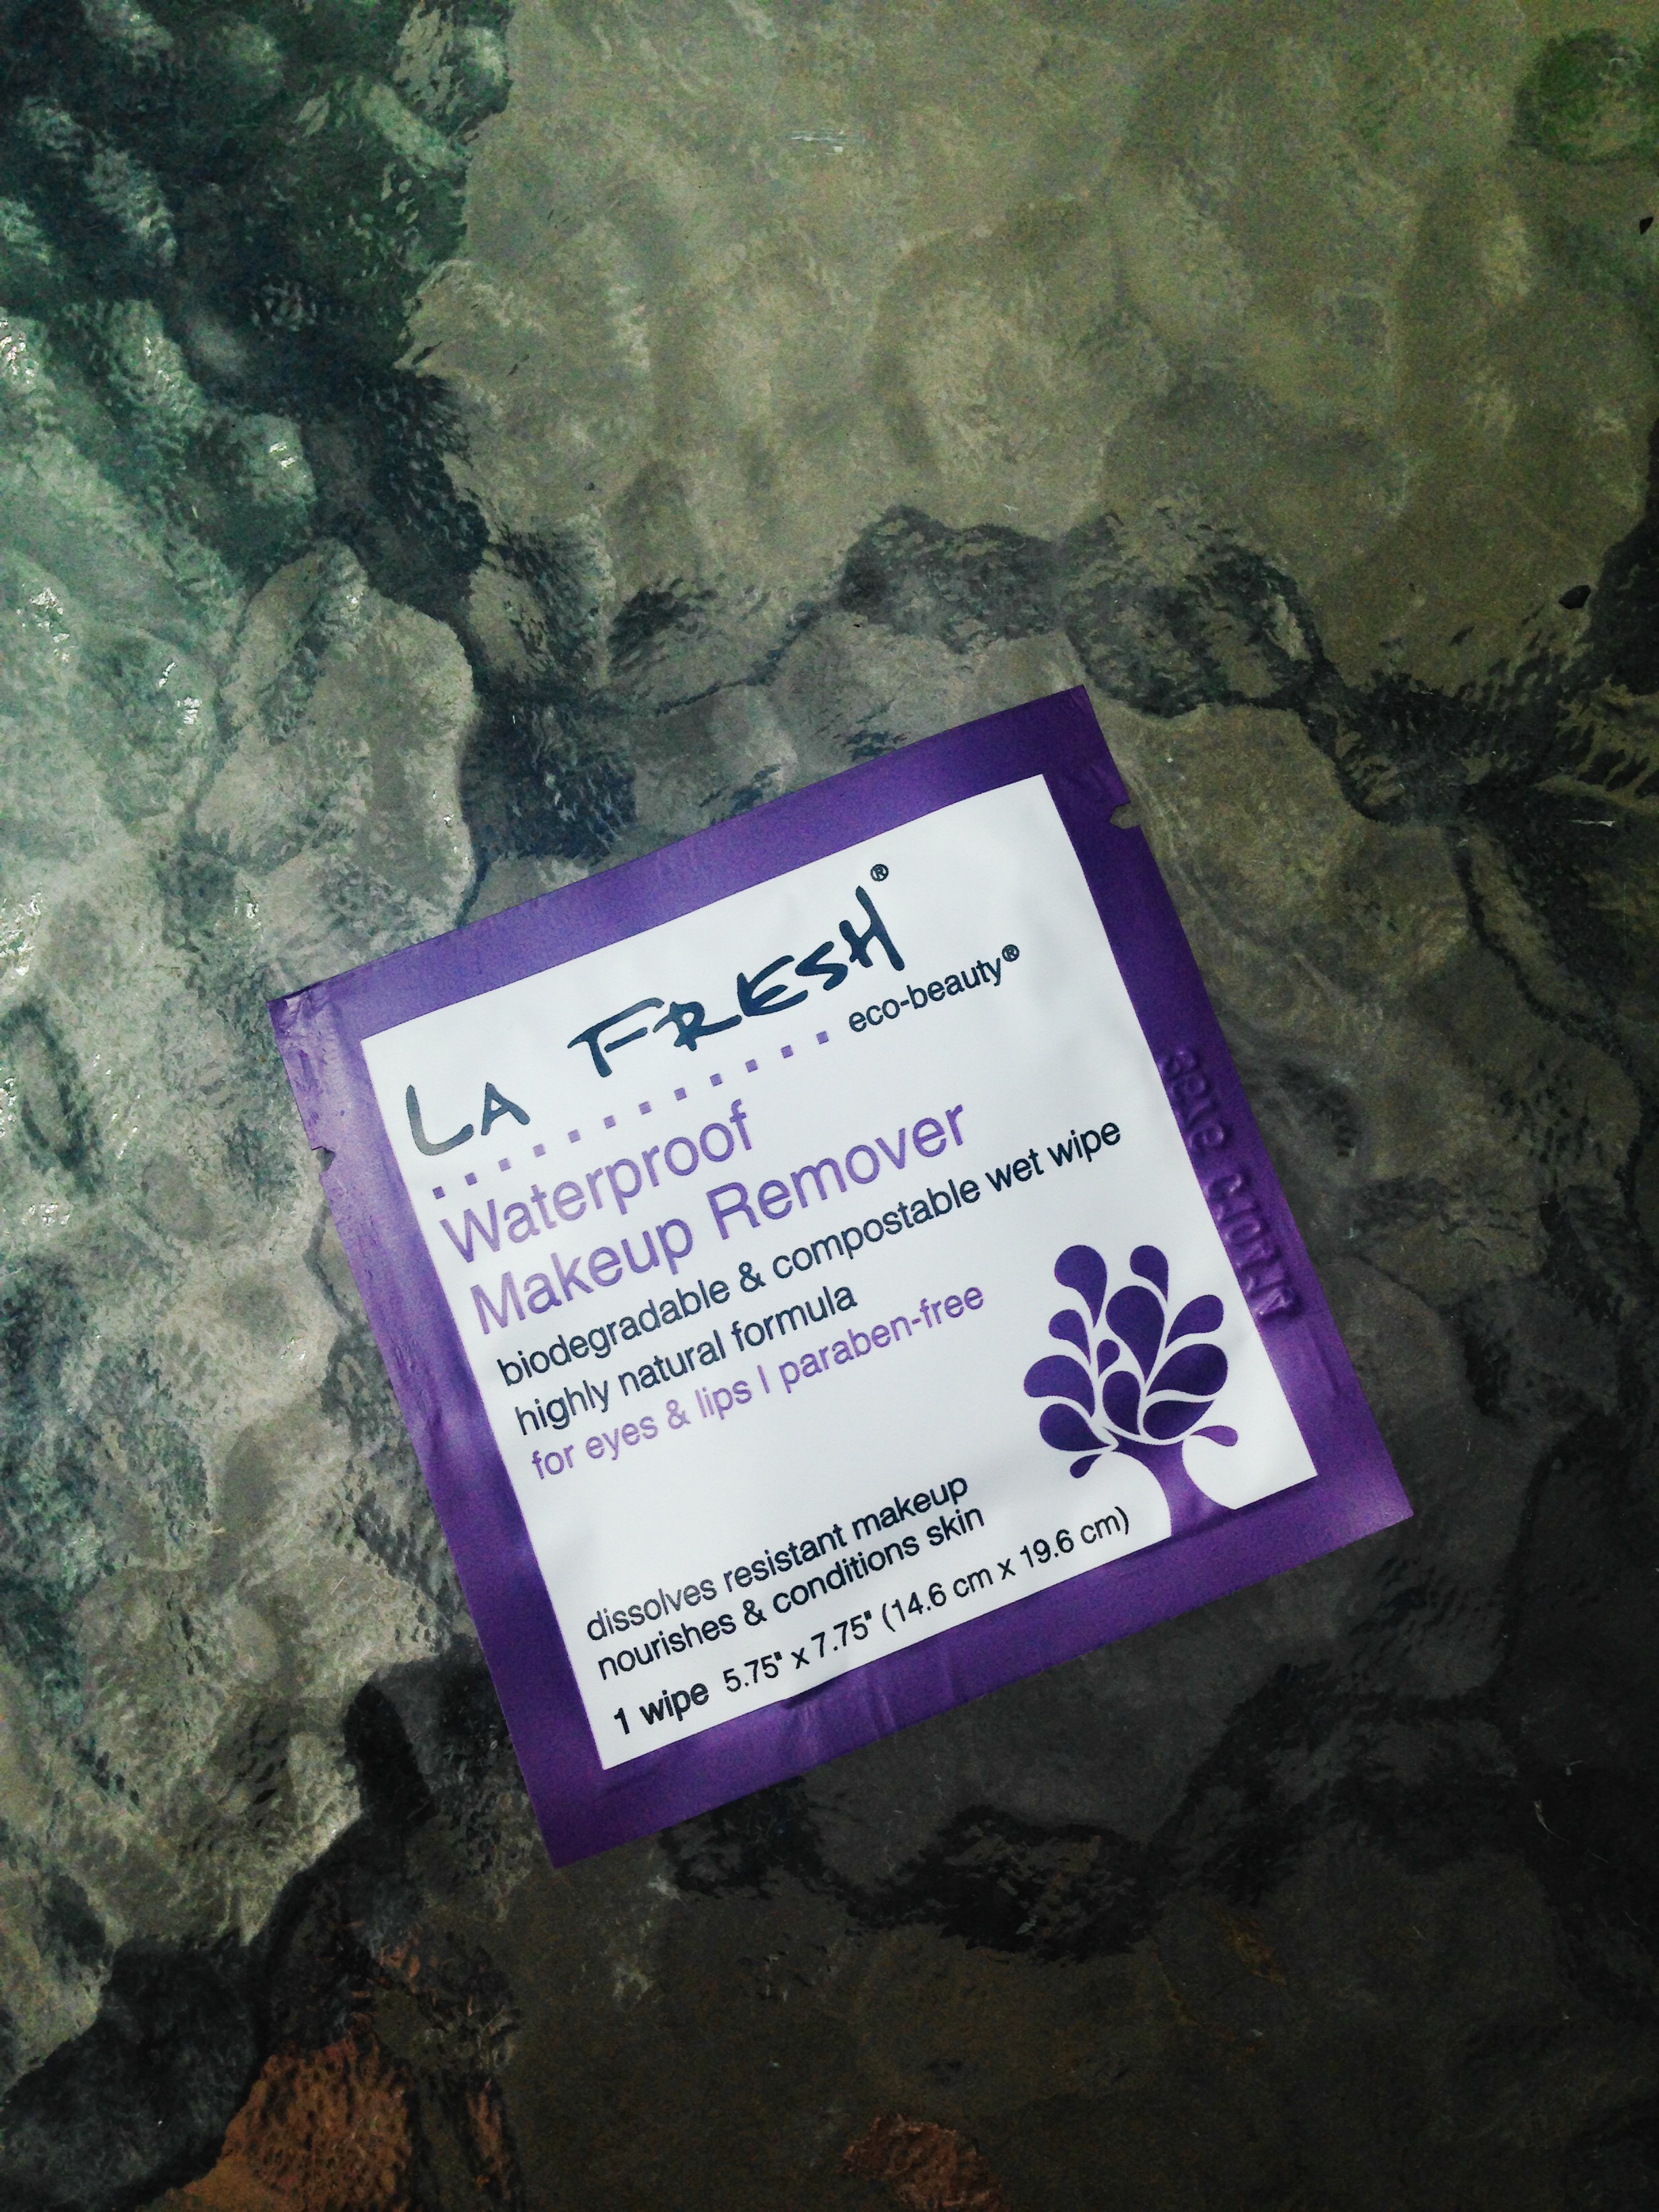 LA FRESH®
eco-beauty®
Waterproof
Makeup Remover
biodegradable & compostable wet wipe
highly natural formula
for eyes & lips | paraben-free
dissolves resistant makeup
nourishes & conditions skin
1 wipe 5.75" x 7.75" (14.6 cm x 19.6 cm)